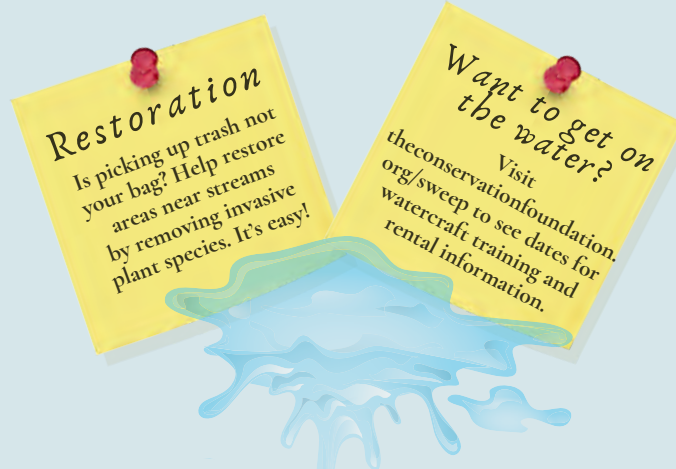 Restoration
Is picking up trash not
your bag? Help restore
areas near streams
by removing invasive
plant species. It's easy!
Want to get on
the water?
Visit
theconservationfoundation.
org/sweep to see dates for
watercraft training and
rental information.